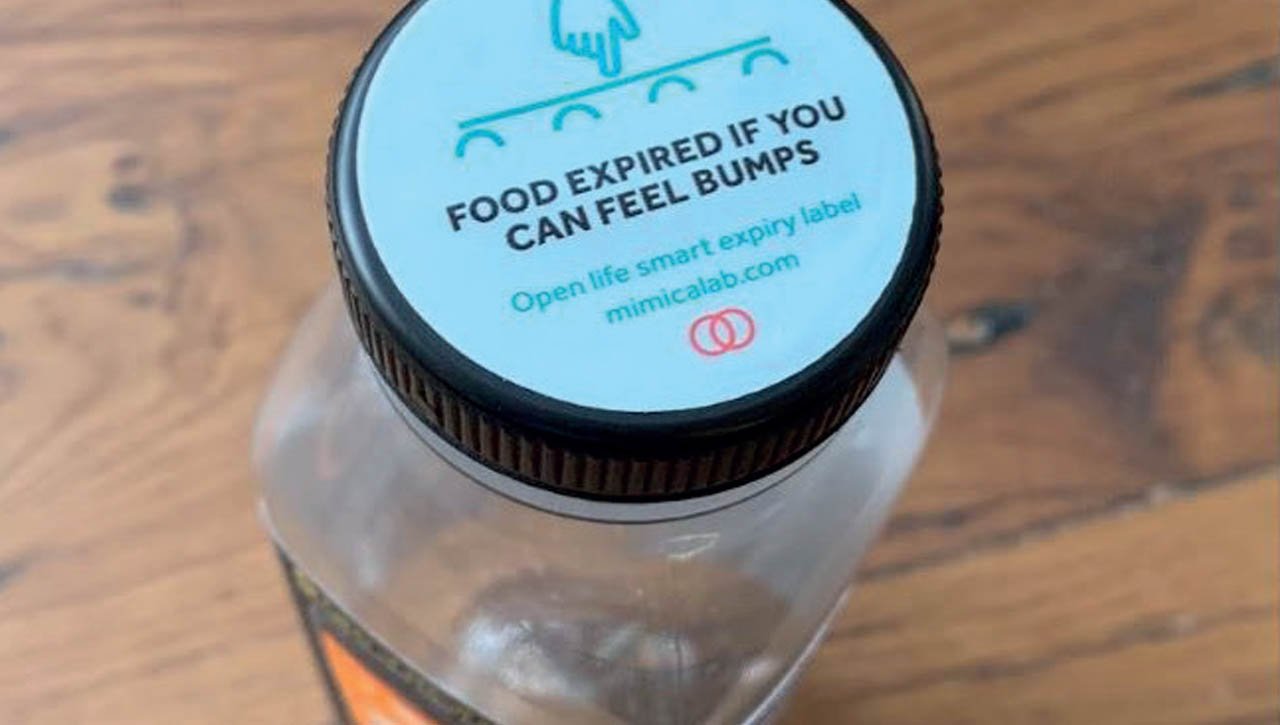 FOOD EXPIRED IF YOU
CAN FEEL BUMPS
Open life smart expiry label
mimicalab.com